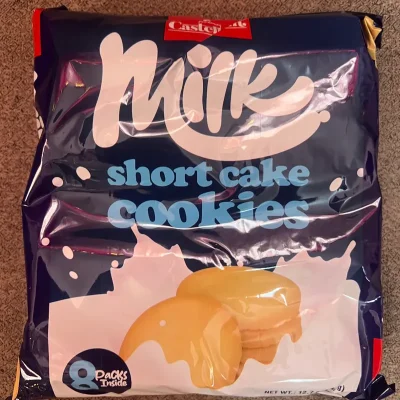 Milk
short cake
cookies
8 Packs
Inside
NET WT